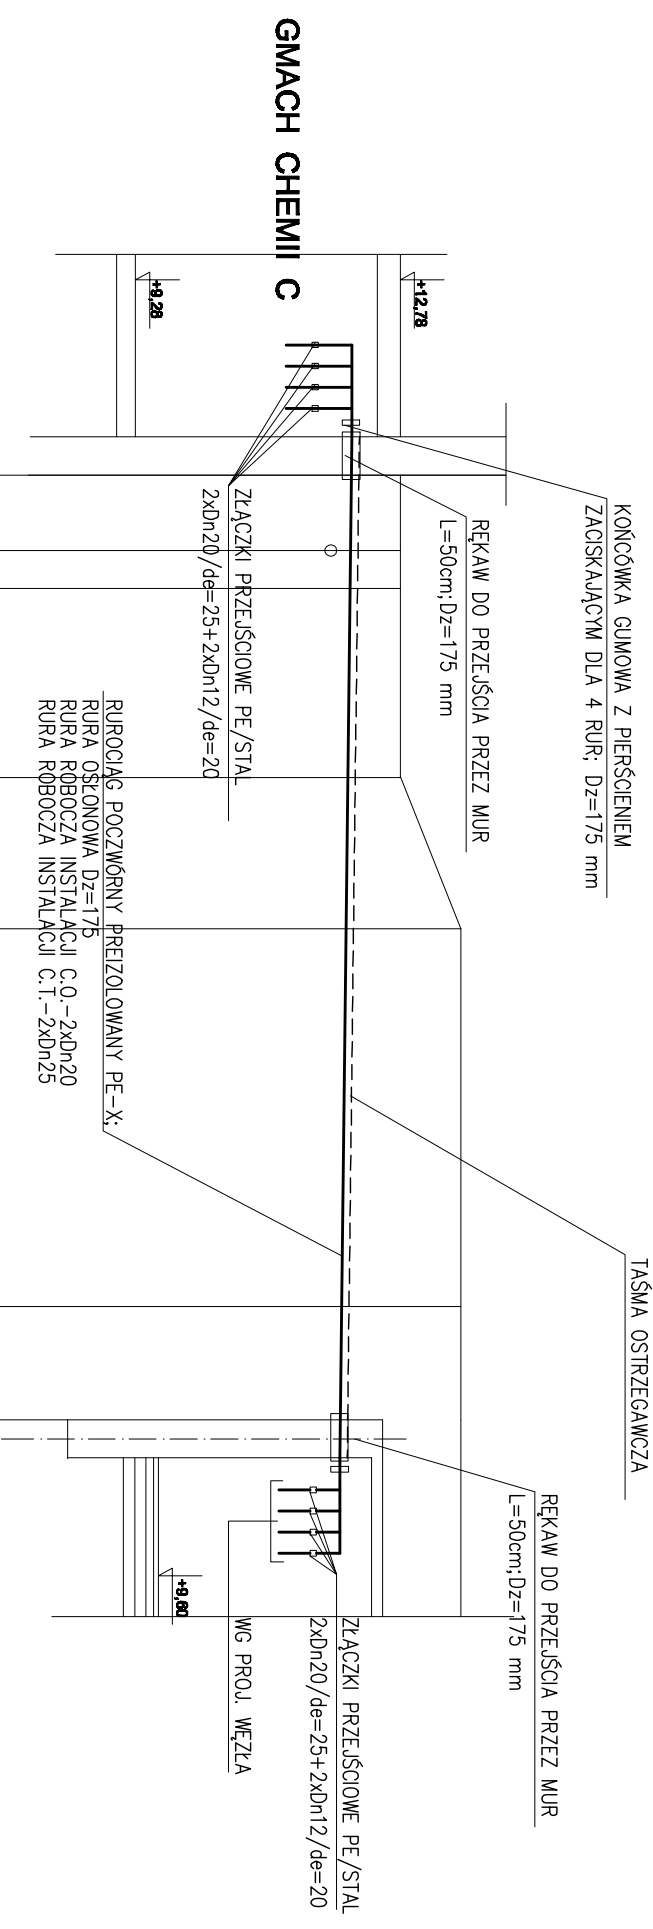 GMACH CHEMII C
+12,78
+9,28
KOŃCÓWKA GUMOWA Z PIERŚCIENIEM
ZACISKAJĄCYM DLA 4 RUR; Dz=175 mm
RĘKAW DO PRZEJŚCIA PRZEZ MUR
L=50cm;Dz=175 mm
ZŁĄCZKI PRZEJŚCIOWE PE/STAL
2xDn20/de=25+2xDn12/de=20
RUROCIĄG POCZWÓRNY PREIZOLOWANY PE-X;
RURA OSŁONOWA Dz=175
RURA ROBOCZA INSTALACJI C.O.-2xDn20
RURA ROBOCZA INSTALACJI C.T.-2xDn25
TAŚMA OSTRZEGAWCZA
RĘKAW DO PRZEJŚCIA PRZEZ MUR
L=50cm;Dz=175 mm
ZŁĄCZKI PRZEJŚCIOWE PE/STAL
2xDn20/de=25+2xDn12/de=20
WG PROJ. WĘZŁA
+9,60